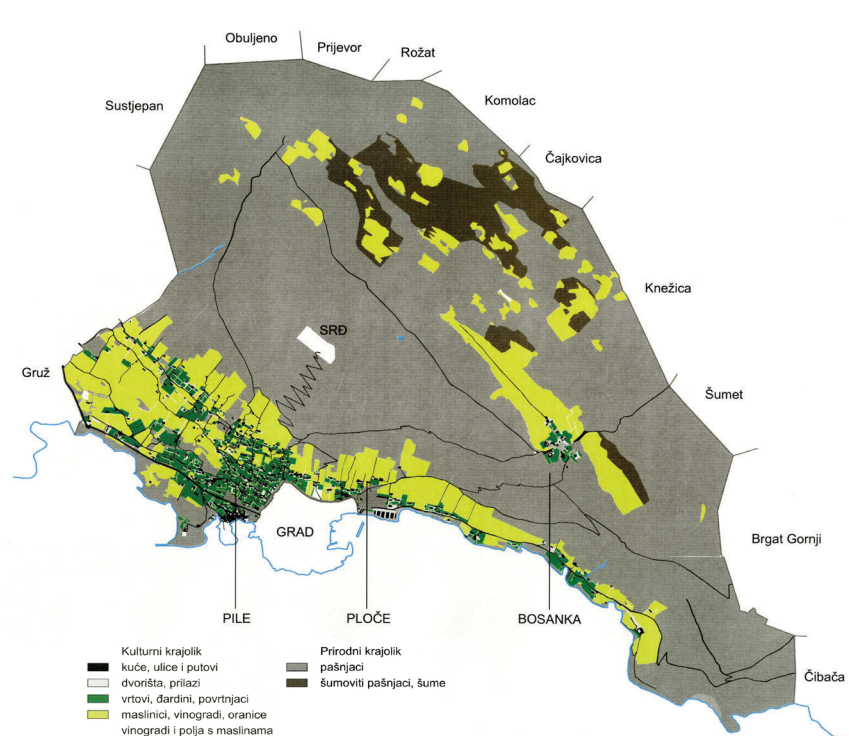 Obuljeno
Prijevor
Rožat
Sustjepan
Komolac
Čajkovica
Knežica
SRĐ
Gruž
Šumet
GRAD
Brgat Gornji
PILE
PLOČE
BOSANKA
Čibača
Kulturni krajolik
kuće, ulice i putovi
dvorišta, prilazi
vrtovi, đardini, povrtnjaci
maslinici, vinogradi, oranice
vinogradi i polja s maslinama
Prirodni krajolik
pašnjaci
šumoviti pašnjaci, šume